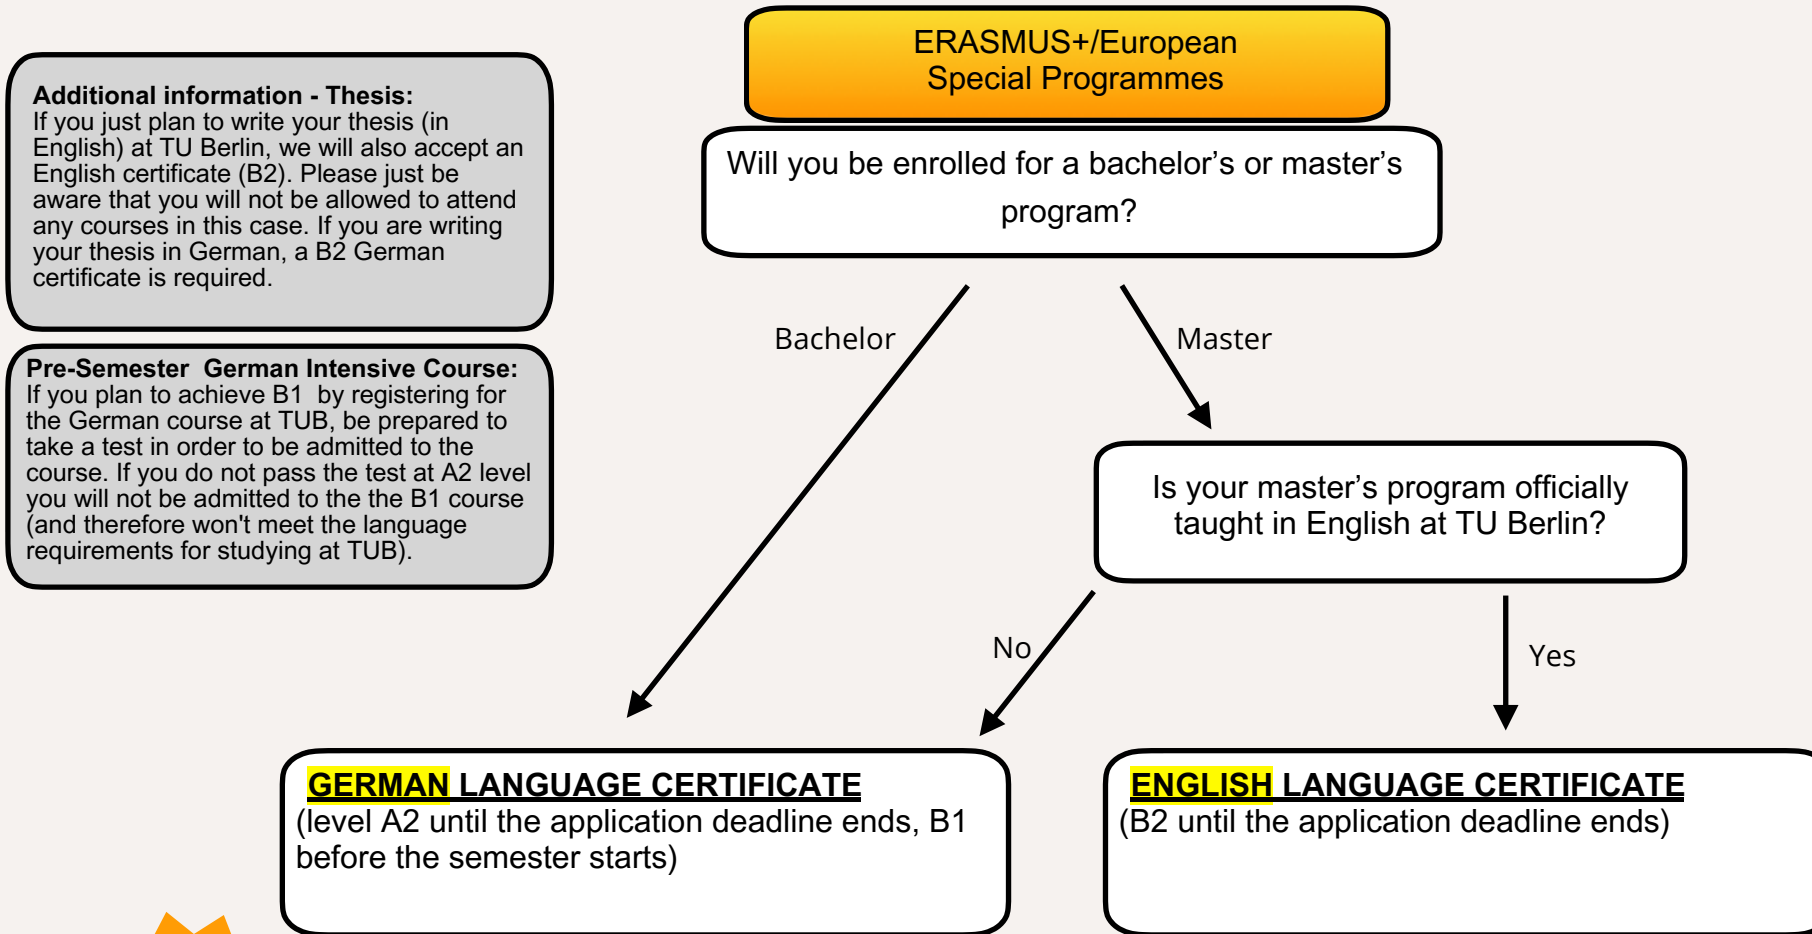 ERASMUS+/European
Special Programmes
Additional information - Thesis:
If you just plan to write your thesis (in
English) at TU Berlin, we will also accept an
English certificate (B2). Please just be
aware that you will not be allowed to attend
any courses in this case. If you are writing
your thesis in German, a B2 German
certificate is required.
Will you be enrolled for a bachelor’s or master’s
program?
Bachelor
Master
Pre-Semester  German Intensive Course:
If you plan to achieve B1  by registering for
the German course at TUB, be prepared to
take a test in order to be admitted to the
course. If you do not pass the test at A2 level
you will not be admitted to the the B1 course
(and therefore won't meet the language
requirements for studying at TUB).
Is your master’s program officially
taught in English at TU Berlin?
No
Yes
GERMAN LANGUAGE CERTIFICATE
(level A2 until the application deadline ends, B1
before the semester starts)
ENGLISH LANGUAGE CERTIFICATE
(B2 until the application deadline ends)